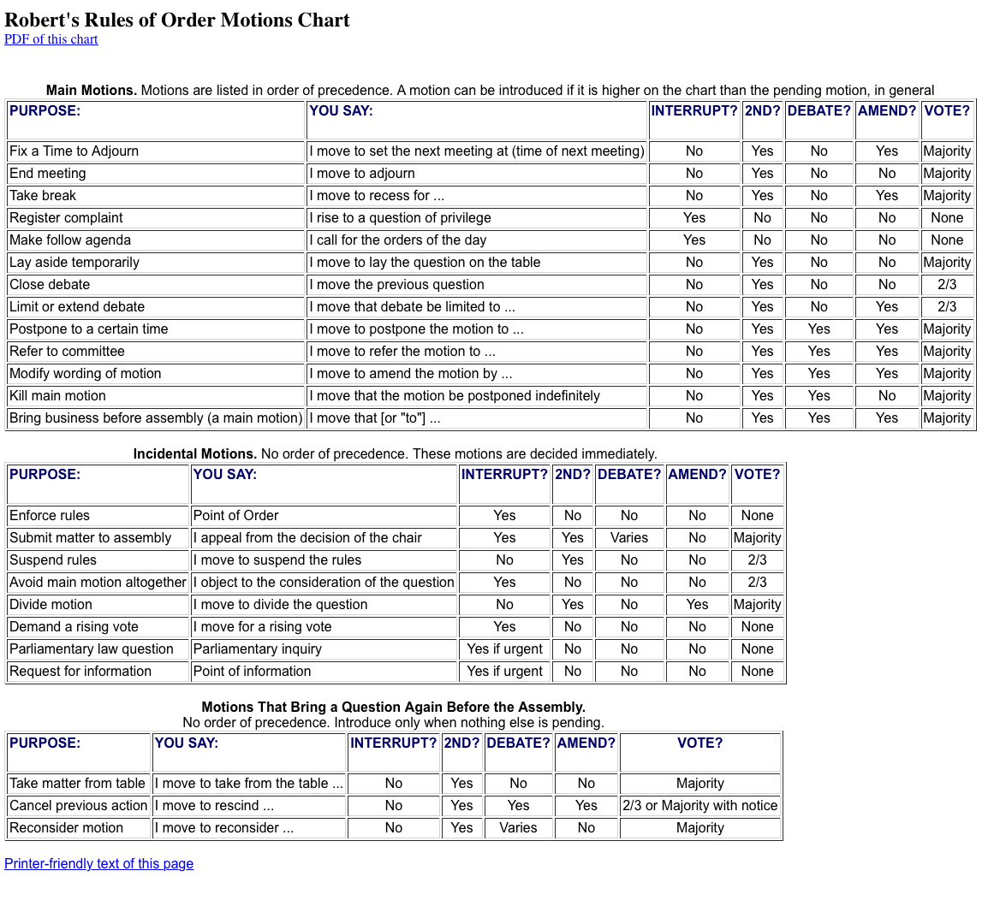 Robert's Rules of Order Motions Chart
PDF of this chart
Main Motions. Motions are listed in order of precedence. A motion can be introduced if it is higher on the chart than the pending motion, in general
PURPOSE: YOU SAY: INTERRUPT? 2ND? DEBATE? AMEND? VOTE?
Fix a Time to Adjourn I move to set the next meeting at (time of next meeting) No Yes No Yes Majority
End meeting I move to adjourn No Yes No No Majority
Take break I move to recess for ... No Yes No Yes Majority
Register complaint I rise to a question of privilege Yes No No No None
Make follow agenda I call for the orders of the day Yes No No No None
Lay aside temporarily I move to lay the question on the table No Yes No No Majority
Close debate I move the previous question No Yes No No 2/3
Limit or extend debate I move that debate be limited to ... No Yes No Yes 2/3
Postpone to a certain time I move to postpone the motion to ... No Yes Yes Yes Majority
Refer to committee I move to refer the motion to ... No Yes Yes Yes Majority
Modify wording of motion I move to amend the motion by ... No Yes Yes Yes Majority
Kill main motion I move that the motion be postponed indefinitely No Yes Yes No Majority
Bring business before assembly (a main motion) I move that [or "to"] ... No Yes Yes Yes Majority
Incidental Motions. No order of precedence. These motions are decided immediately.
PURPOSE: YOU SAY: INTERRUPT? 2ND? DEBATE? AMEND? VOTE?
Enforce rules Point of Order Yes No No No None
Submit matter to assembly I appeal from the decision of the chair Yes Yes Varies No Majority
Suspend rules I move to suspend the rules No Yes No No 2/3
Avoid main motion altogether I object to the consideration of the question Yes No No No 2/3
Divide motion I move to divide the question No Yes No Yes Majority
Demand a rising vote I move for a rising vote Yes No No No None
Parliamentary law question Parliamentary inquiry Yes if urgent No No No None
Request for information Point of information Yes if urgent No No No None
Motions That Bring a Question Again Before the Assembly.
No order of precedence. Introduce only when nothing else is pending.
PURPOSE: YOU SAY: INTERRUPT? 2ND? DEBATE? AMEND? VOTE?
Take matter from table I move to take from the table ... No Yes No No Majority
Cancel previous action I move to rescind ... No Yes Yes Yes 2/3 or Majority with notice
Reconsider motion I move to reconsider ... No Yes Varies No Majority
Printer-friendly text of this page